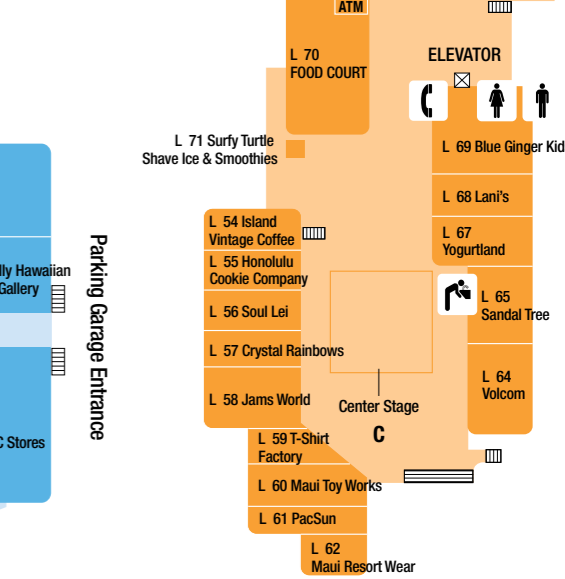 ATM
L 70
FOOD COURT
ELEVATOR
L 71 Surfy Turtle
Shave Ice & Smoothies
L 69 Blue Ginger Kid
L 68 Lani's
L 67
Yogurtland
L 54 Island
Vintage Coffee
L 55 Honolulu
Cookie Company
L 56 Soul Lei
L 57 Crystal Rainbows
L 58 Jams World
L 65
Sandal Tree
L 64
Volcom
Center Stage
C
L 59 T-Shirt
Factory
L 60 Maui Toy Works
L 61 PacSun
L 62
Maui Resort Wear
Parking Garage Entrance
Hawaiian
Gallery
C Stores